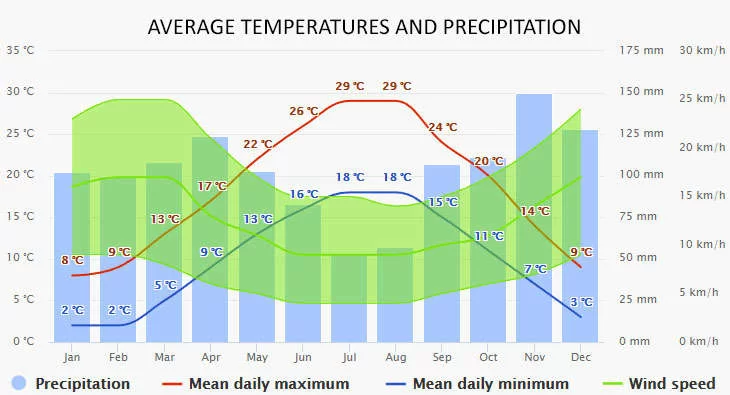 AVERAGE TEMPERATURES AND PRECIPITATION
35 °C 175 mm 30 km/h
30 °C 150 mm 25 km/h
25 °C 125 mm 20 km/h
20 °C 100 mm 15 km/h
15 °C 75 mm 10 km/h
10 °C 50 mm 5 km/h
5 °C 25 mm 0 km/h
0 °C 0 mm
8 °C 9 °C 13 °C 17 °C 22 °C 26 °C 29 °C 29 °C 24 °C 20 °C 14 °C 9 °C
2 °C 2 °C 5 °C 9 °C 13 °C 16 °C 18 °C 18 °C 15 °C 11 °C 7 °C 3 °C
Jan Feb Mar Apr May Jun Jul Aug Sep Oct Nov Dec
Precipitation Mean daily maximum Mean daily minimum Wind speed